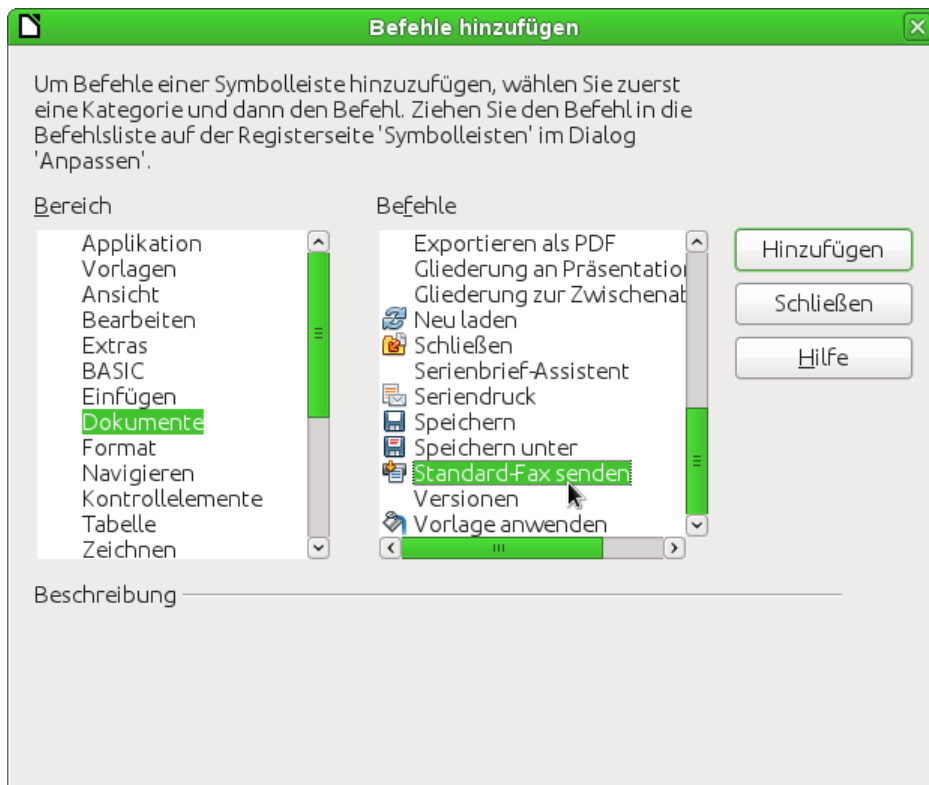 Befehle hinzufügen
Um Befehle einer Symbolleiste hinzuzufügen, wählen Sie zuerst
eine Kategorie und dann den Befehl. Ziehen Sie den Befehl in die
Befehlsliste auf der Registerseite 'Symbolleisten' im Dialog
'Anpassen'.
Bereich
Applikation
Vorlagen
Ansicht
Bearbeiten
Extras
BASIC
Einfügen
Dokumente
Format
Navigieren
Kontrollelemente
Tabelle
Zeichnen
Befehle
Exportieren als PDF
Gliederung an Präsentation
Gliederung zur Zwischenab
Neu laden
Schließen
Serienbrief-Assistent
Seriendruck
Speichern
Speichern unter
Standard-Fax senden
Versionen
Vorlage anwenden
Hinzufügen
Schließen
Hilfe
Beschreibung